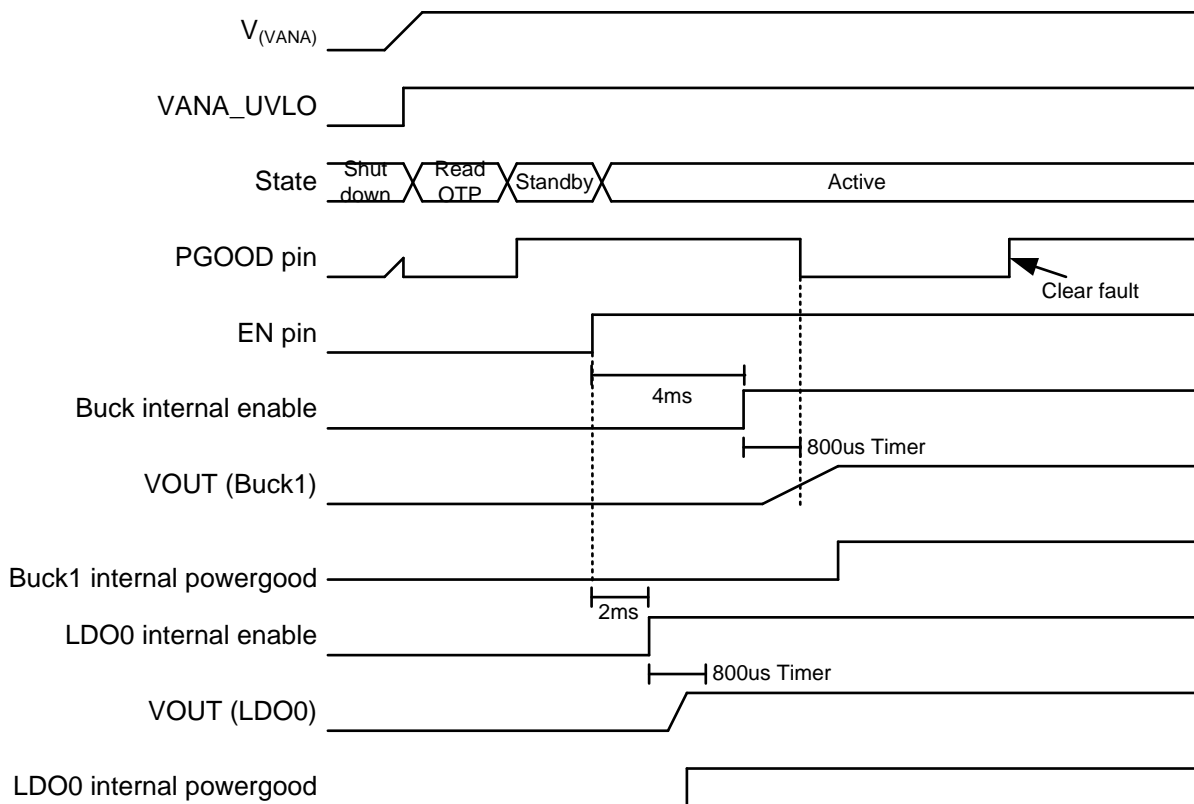 V(VANA)
VANA_UVLO
State
Shut
down
Read
OTP
Standby
Active
PGOOD pin
Clear fault
EN pin
4ms
Buck internal enable
800us Timer
VOUT (Buck1)
Buck1 internal powergood
2ms
LDO0 internal enable
800us Timer
VOUT (LDO0)
LDO0 internal powergood